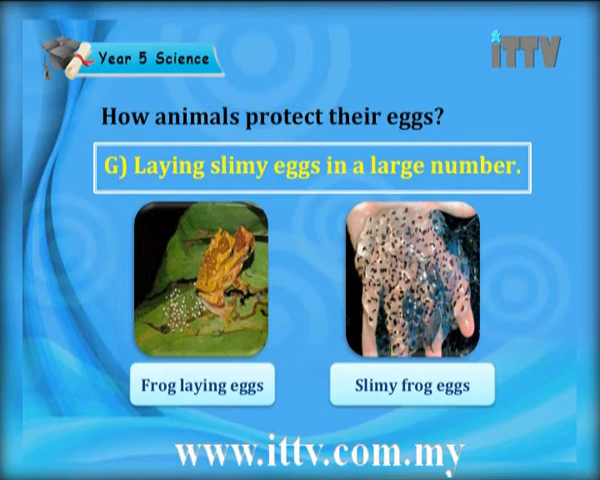 Year 5 Science
iTTV
How animals protect their eggs?
G) Laying slimy eggs in a large number.
Frog laying eggs
Slimy frog eggs
www.ittv.com.my